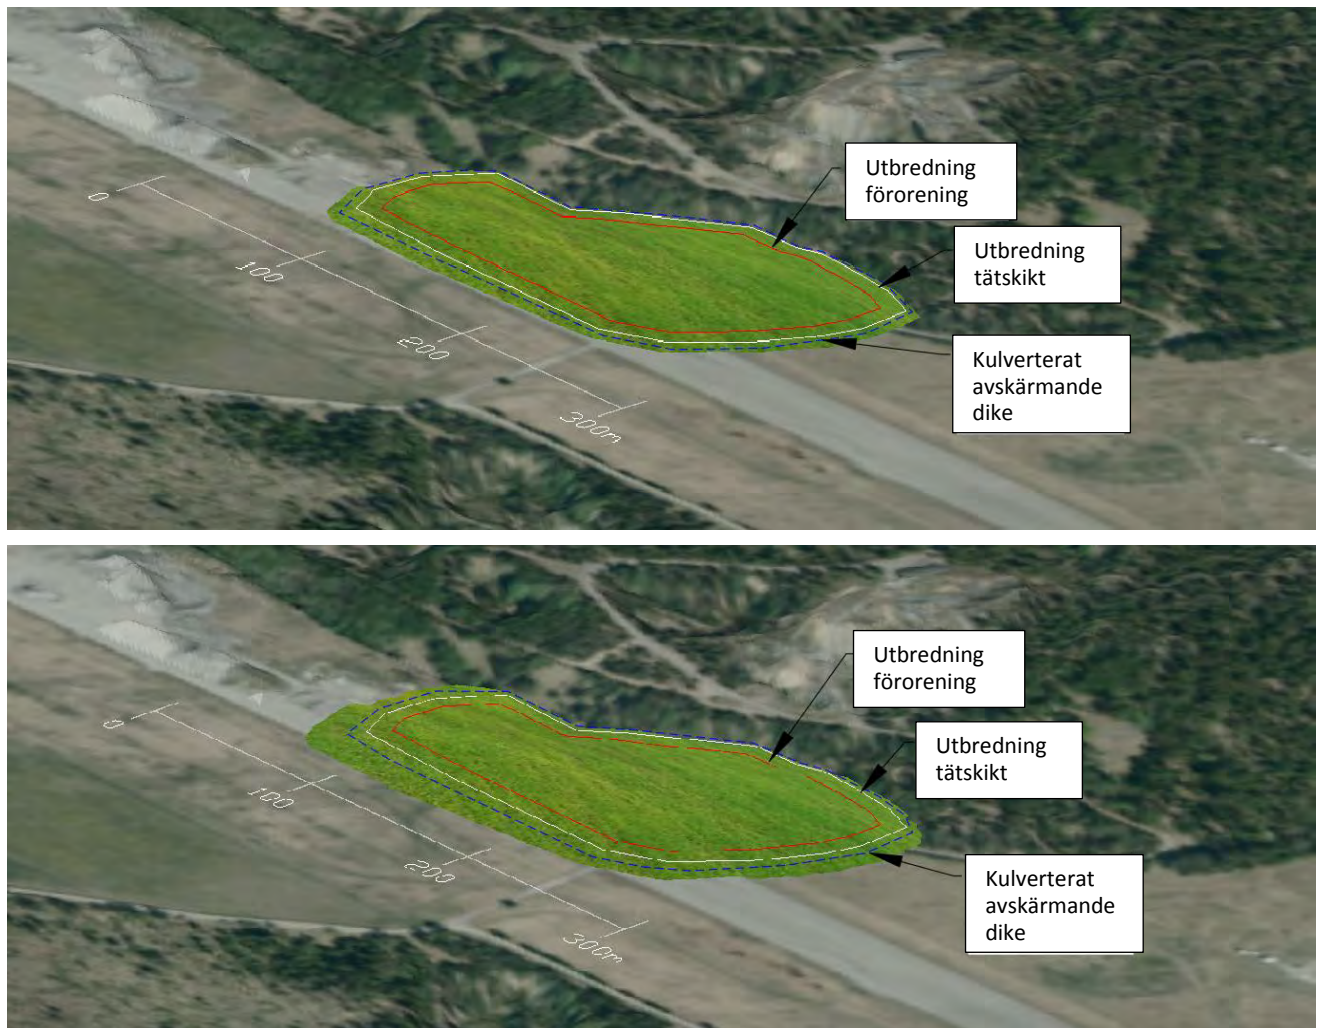 Utbredning
förorening
Utbredning
tätskikt
Kulverterat
avskärmande
dike
0
100
200
300m
Utbredning
förorening
Utbredning
tätskikt
Kulverterat
avskärmande
dike
0
100
200
300m